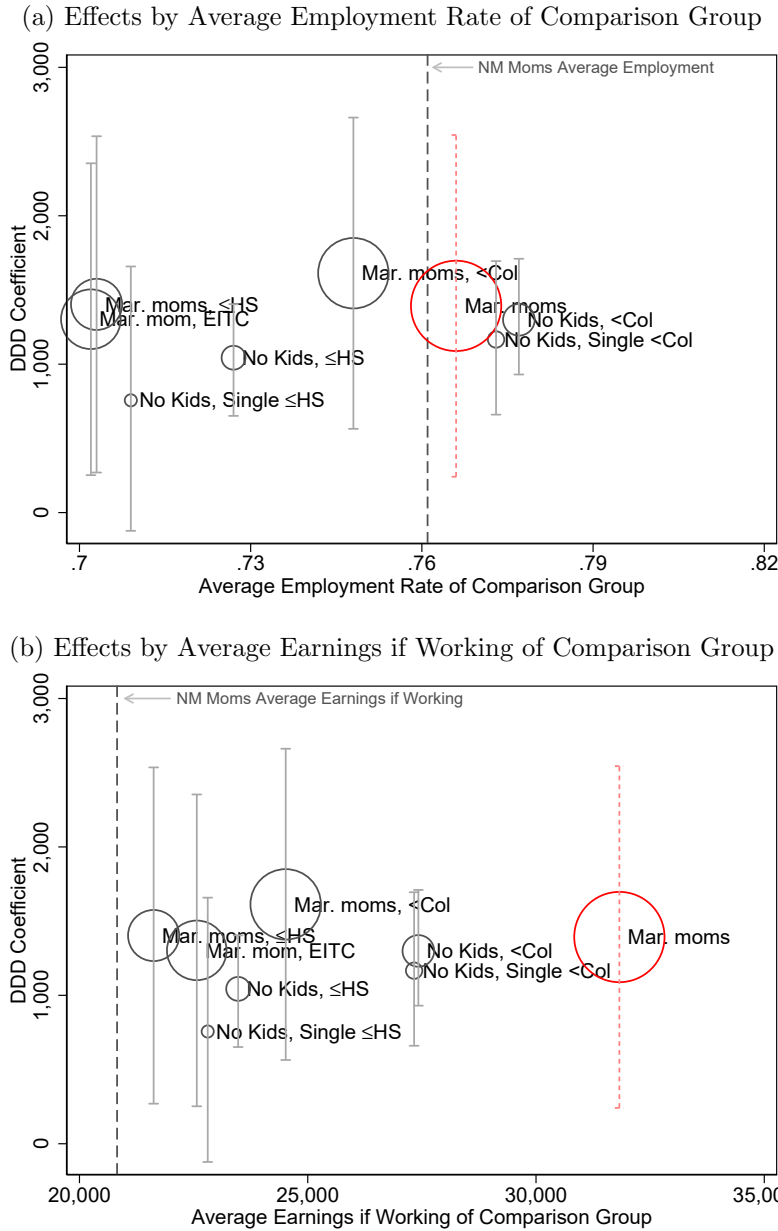 (a) Effects by Average Employment Rate of Comparison Group
3,000
NM Moms Average Employment
2,000
DDD Coefficient
Mar. moms, <Col
Mar. moms, ≤HS
Mar. moms
Mar. mom, EITC
No Kids, <Col
No Kids, Single <Col
1,000
No Kids, ≤HS
No Kids, Single ≤HS
0
.7 .73 .76 .79 .82
Average Employment Rate of Comparison Group
(b) Effects by Average Earnings if Working of Comparison Group
3,000
NM Moms Average Earnings if Working
2,000
DDD Coefficient
Mar. moms, <Col
Mar. moms, ≤HS
Mar. moms
Mar. mom, EITC
No Kids, <Col
No Kids, Single <Col
1,000
No Kids, ≤HS
No Kids, Single ≤HS
0
20,000 25,000 30,000 35,00
Average Earnings if Working of Comparison Group